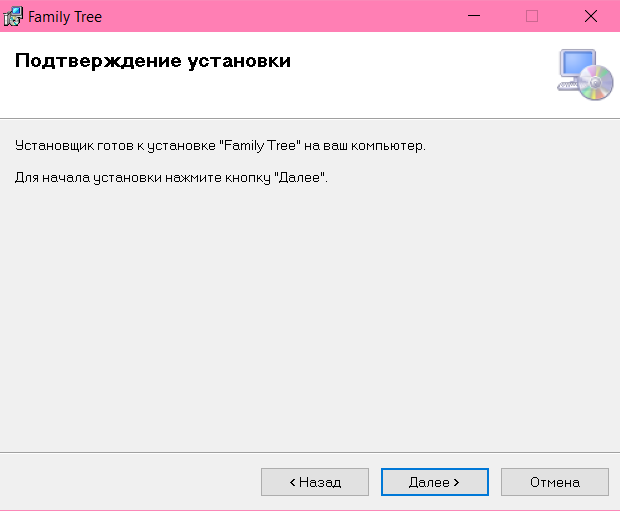 Family Tree
Подтверждение установки
Установщик готов к установке "Family Tree" на ваш компьютер.
Для начала установки нажмите кнопку "Далее".
< Назад
Далее >
Отмена